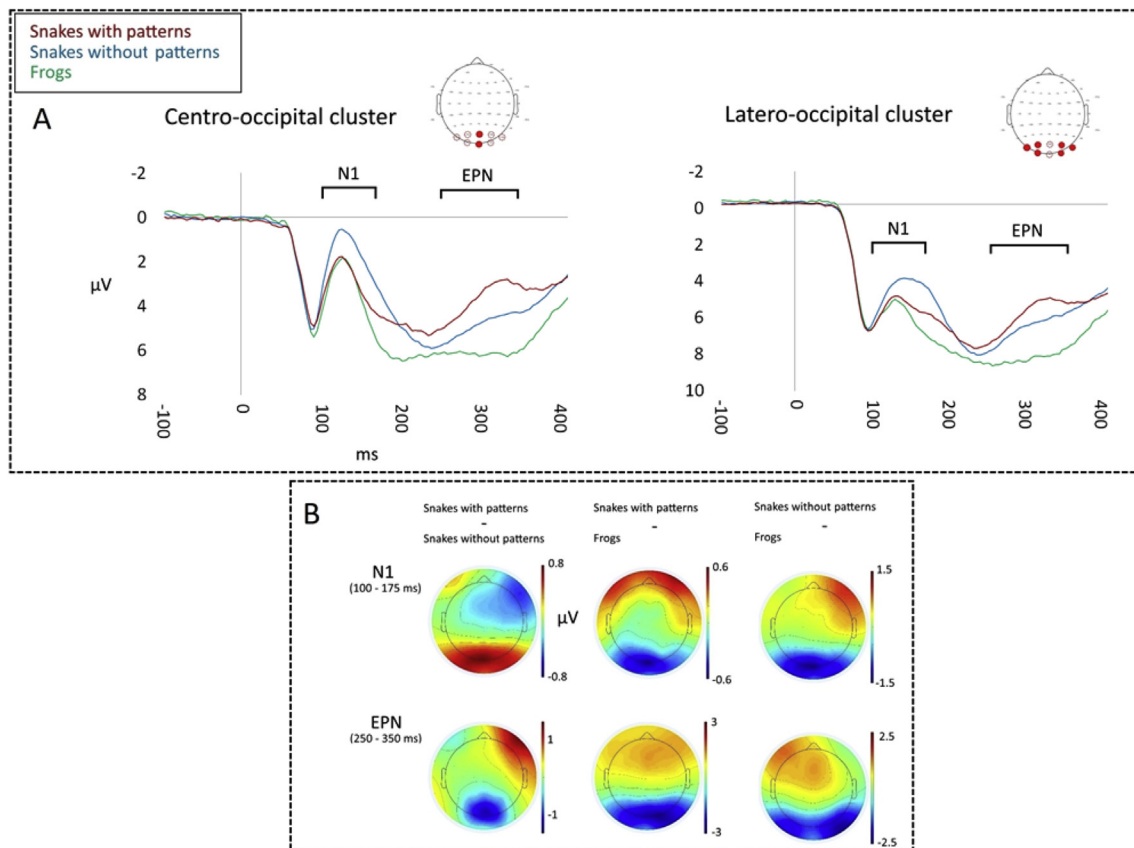 Snakes with patterns
Snakes without patterns
Frogs
A
Centro-occipital cluster
N1
EPN
-2
0
2
4
6
8
μV
-100
0
100
200
300
400
ms
Latero-occipital cluster
N1
EPN
-2
0
2
4
6
8
10
-100
0
100
200
300
400
B
Snakes with patterns
-
Snakes without patterns
Snakes with patterns
-
Frogs
Snakes without patterns
-
Frogs
N1
(100 - 175 ms)
0.8
-0.8
μV
0.6
-0.6
1.5
-1.5
EPN
(250 - 350 ms)
1
-1
3
-3
2.5
-2.5